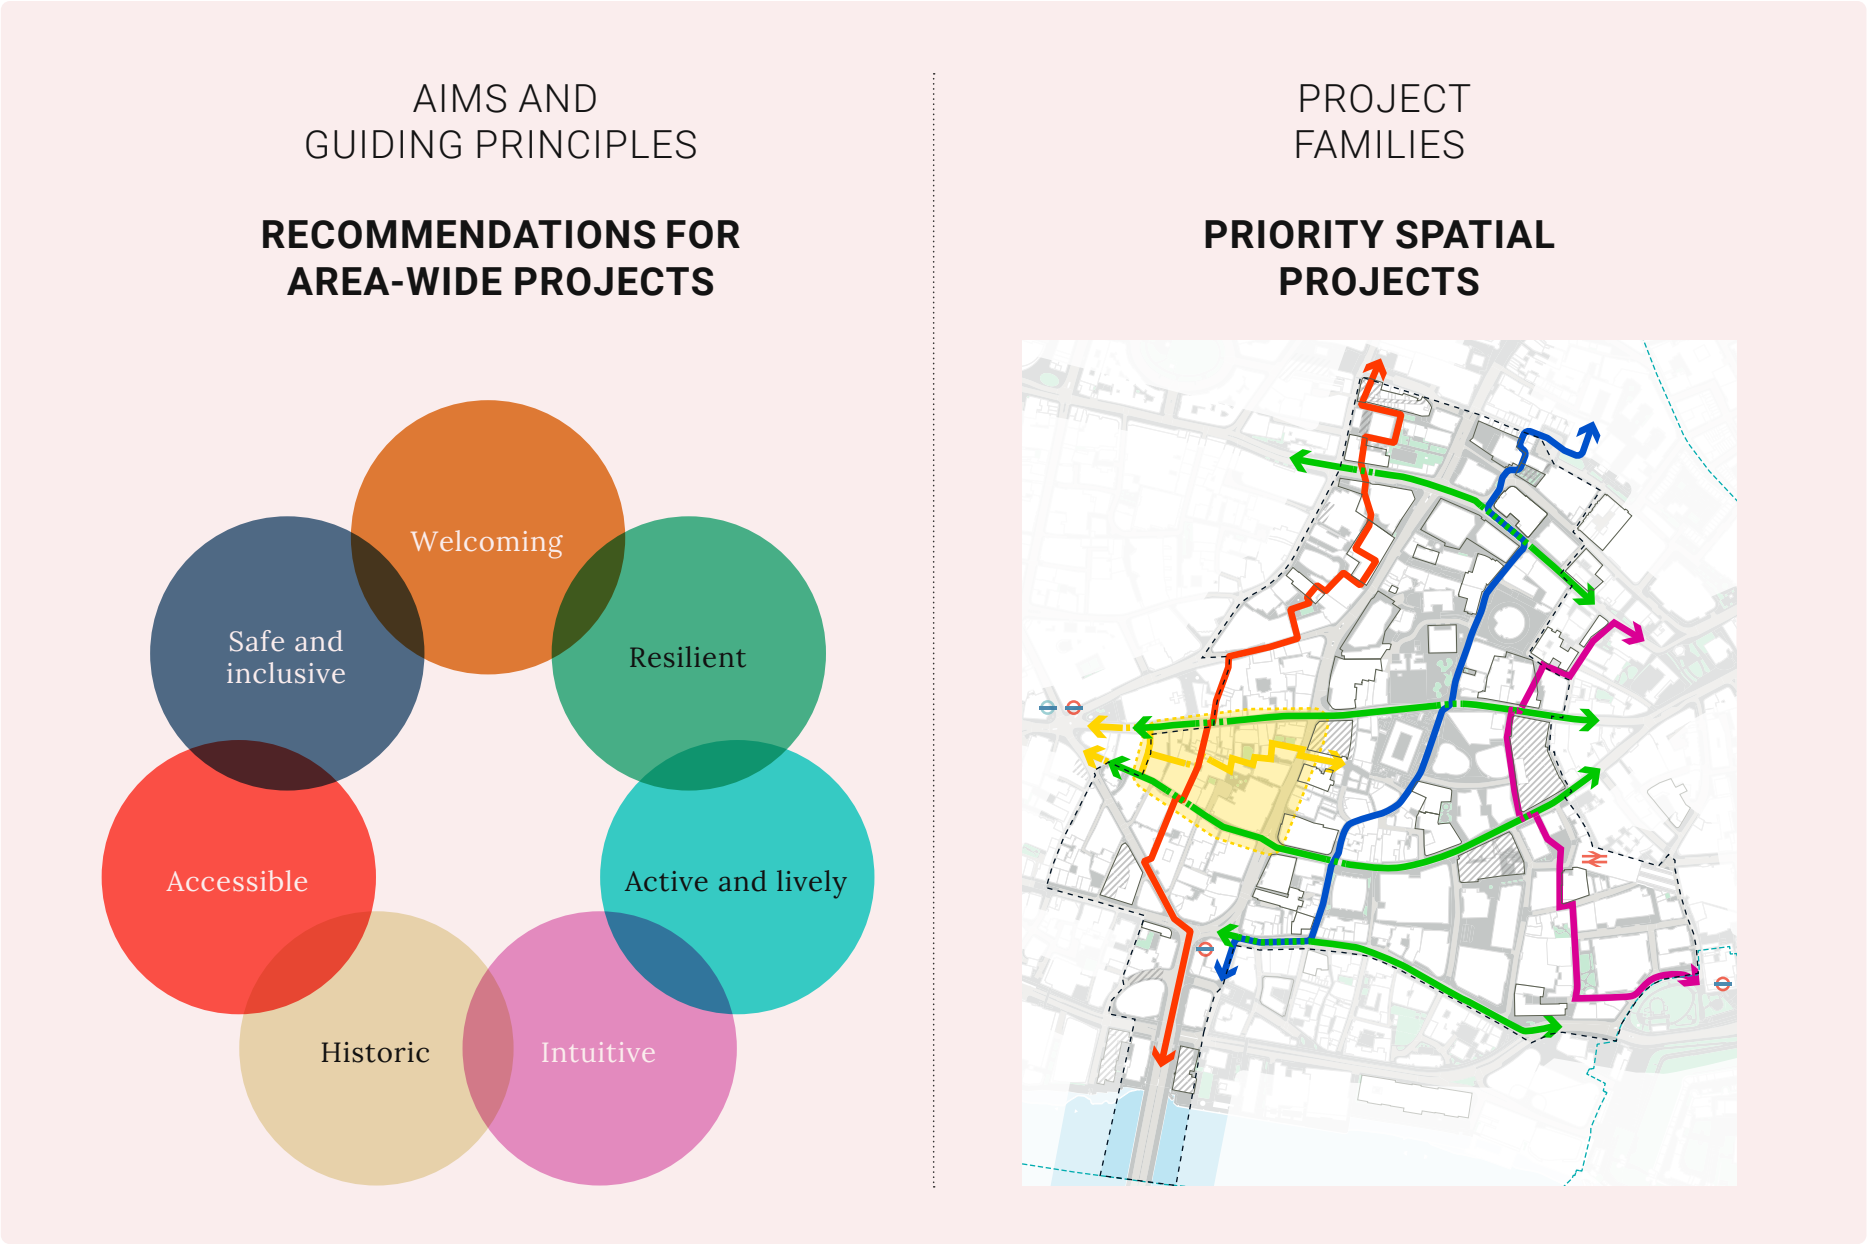 AIMS AND
GUIDING PRINCIPLES
RECOMMENDATIONS FOR
AREA-WIDE PROJECTS
Welcoming
Safe and
inclusive
Resilient
Accessible
Active and lively
Historic
Intuitive
PROJECT
FAMILIES
PRIORITY SPATIAL
PROJECTS